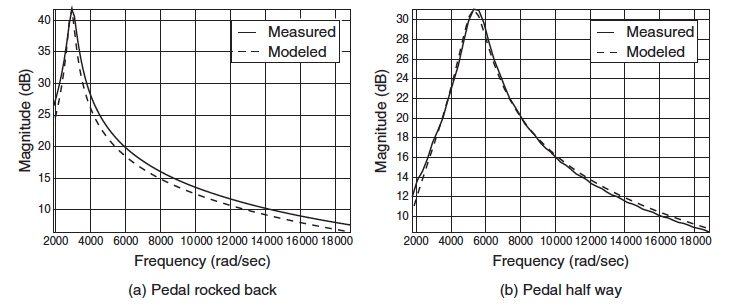 Magnitude (dB)
40
35
30
25
20
15
10
Measured
Modeled
2000 4000 6000 8000 10000 12000 14000 16000 18000
Frequency (rad/sec)
(a) Pedal rocked back
Magnitude (dB)
30
28
26
24
22
20
18
16
14
12
10
Measured
Modeled
2000 4000 6000 8000 10000 12000 14000 16000 18000
Frequency (rad/sec)
(b) Pedal half way